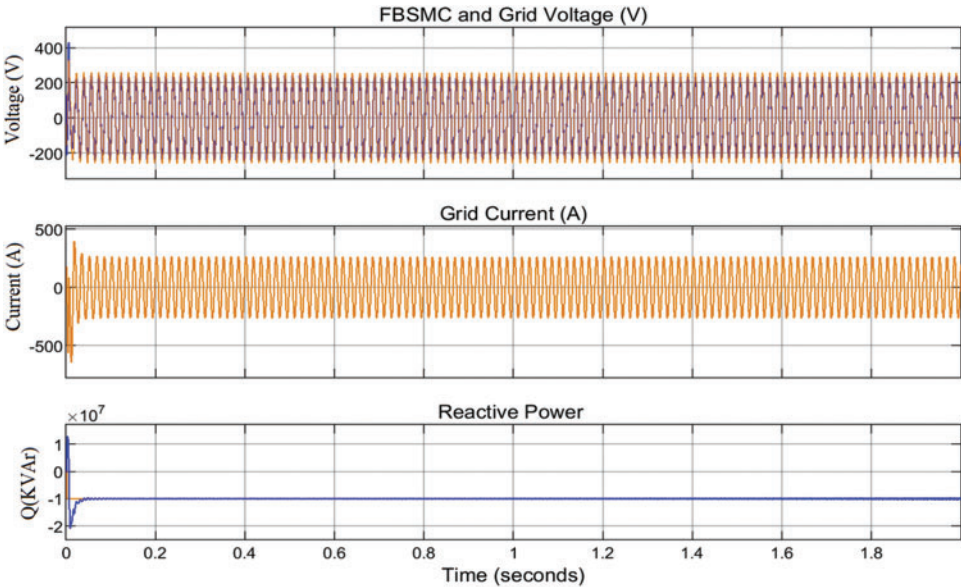 FBSMC and Grid Voltage (V)
Voltage (V)
400
200
0
-200
Grid Current (A)
Current (A)
500
0
-500
Reactive Power
×10⁷
Q(KVAr)
1
0
-1
-2
0 0.2 0.4 0.6 0.8 1 1.2 1.4 1.6 1.8
Time (seconds)